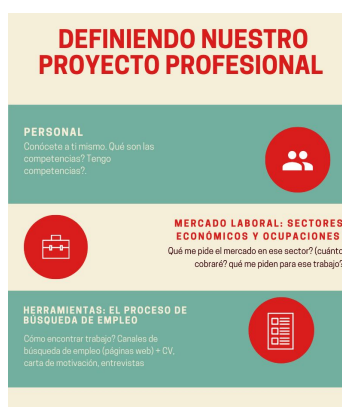 DEFINIENDO NUESTRO
PROYECTO PROFESIONAL
PERSONAL
Conócete a ti mismo. Qué son las
competencias? Tengo
competencias?.
MERCADO LABORAL: SECTORES
ECONÓMICOS Y OCUPACIONES
Qué me pide el mercado en ese sector? (cuánto
cobraré? qué me piden para ese trabajo?
HERRAMIENTAS: EL PROCESO DE
BÚSQUEDA DE EMPLEO
Cómo encontrar trabajo? Canales de
búsqueda de empleo (páginas web) + CV,
carta de motivación, entrevistas